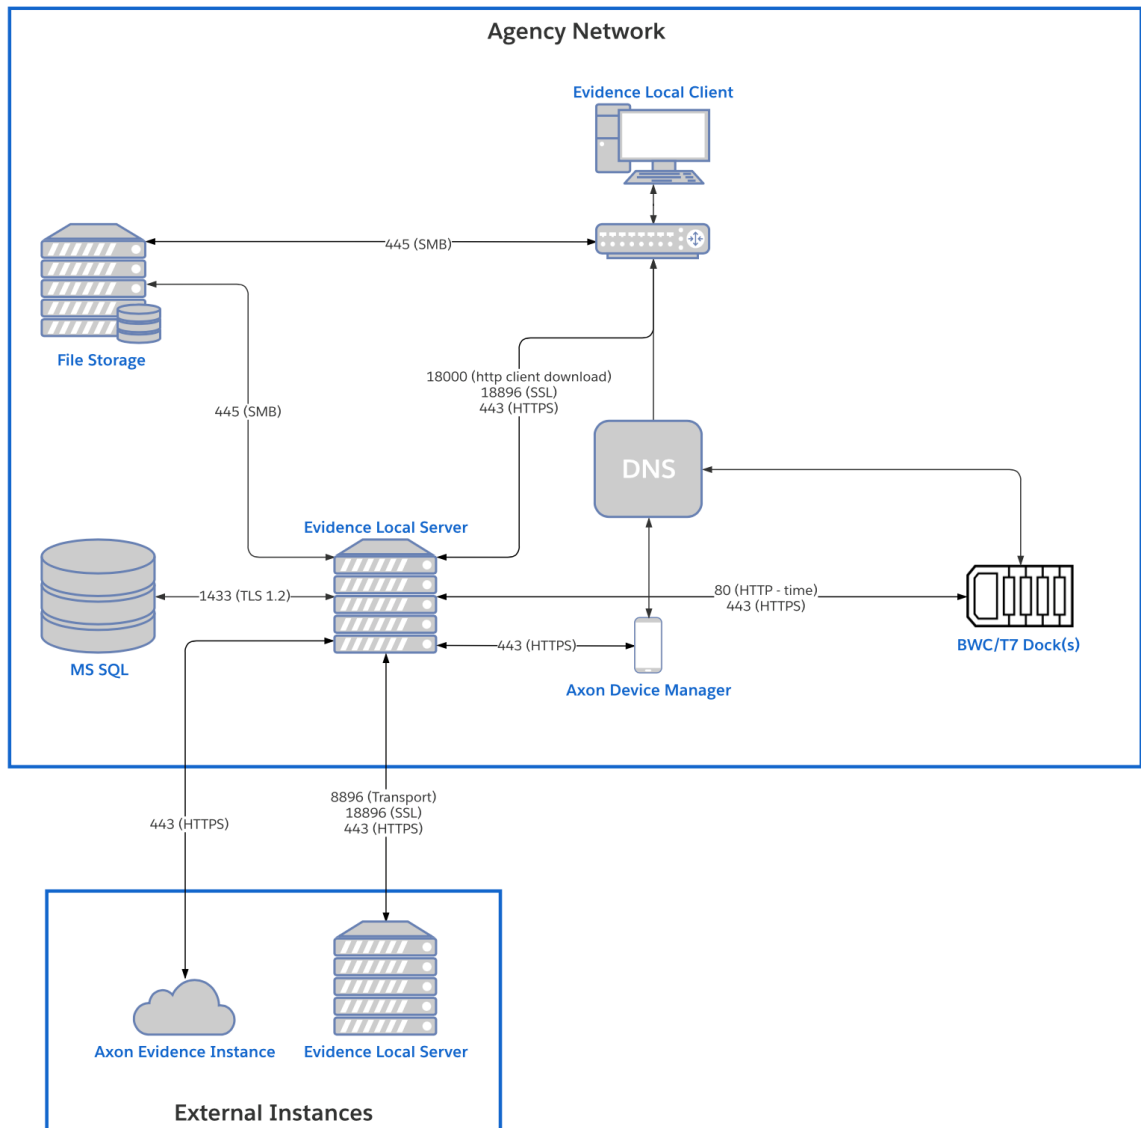 Agency Network
Evidence Local Client
445 (SMB)
File Storage
18000 (http client download)
18896 (SSL)
443 (HTTPS)
445 (SMB)
DNS
Evidence Local Server
1433 (TLS 1.2)
80 (HTTP - time)
443 (HTTPS)
443 (HTTPS)
BWC/T7 Dock(s)
MS SQL
Axon Device Manager
8896 (Transport)
18896 (SSL)
443 (HTTPS)
443 (HTTPS)
Axon Evidence Instance
Evidence Local Server
External Instances